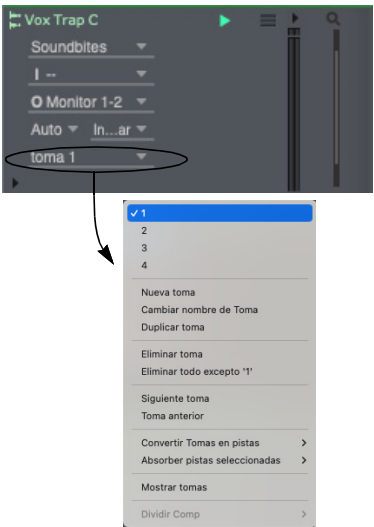 Vox Trap C
Soundbites
I --
O Monitor 1-2
Auto In...ar
toma 1
✓ 1
2
3
4
Nueva toma
Cambiar nombre de Toma
Duplicar toma
Eliminar toma
Eliminar todo excepto '1'
Siguiente toma
Toma anterior
Convertir Tomas en pistas
Absorber pistas seleccionadas
Mostrar tomas
Dividir Comp